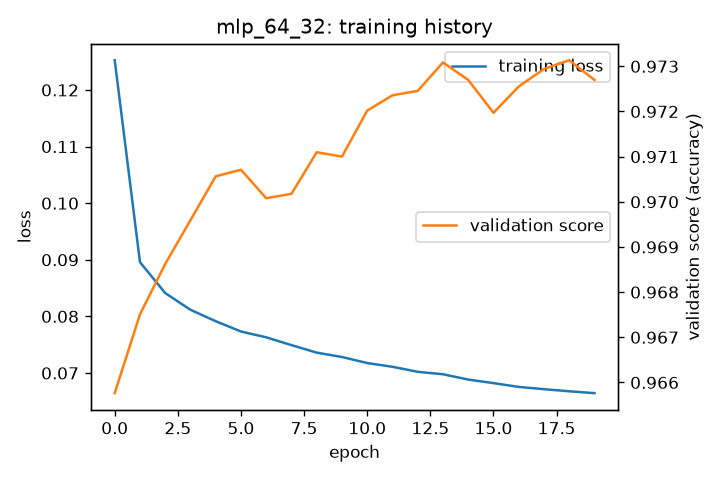 mlp_64_32: training history
training loss
validation score
0.12
0.11
0.10
0.09
0.08
0.07
loss
0.973
0.972
0.971
0.970
0.969
0.968
0.967
0.966
validation score (accuracy)
0.0 2.5 5.0 7.5 10.0 12.5 15.0 17.5
epoch